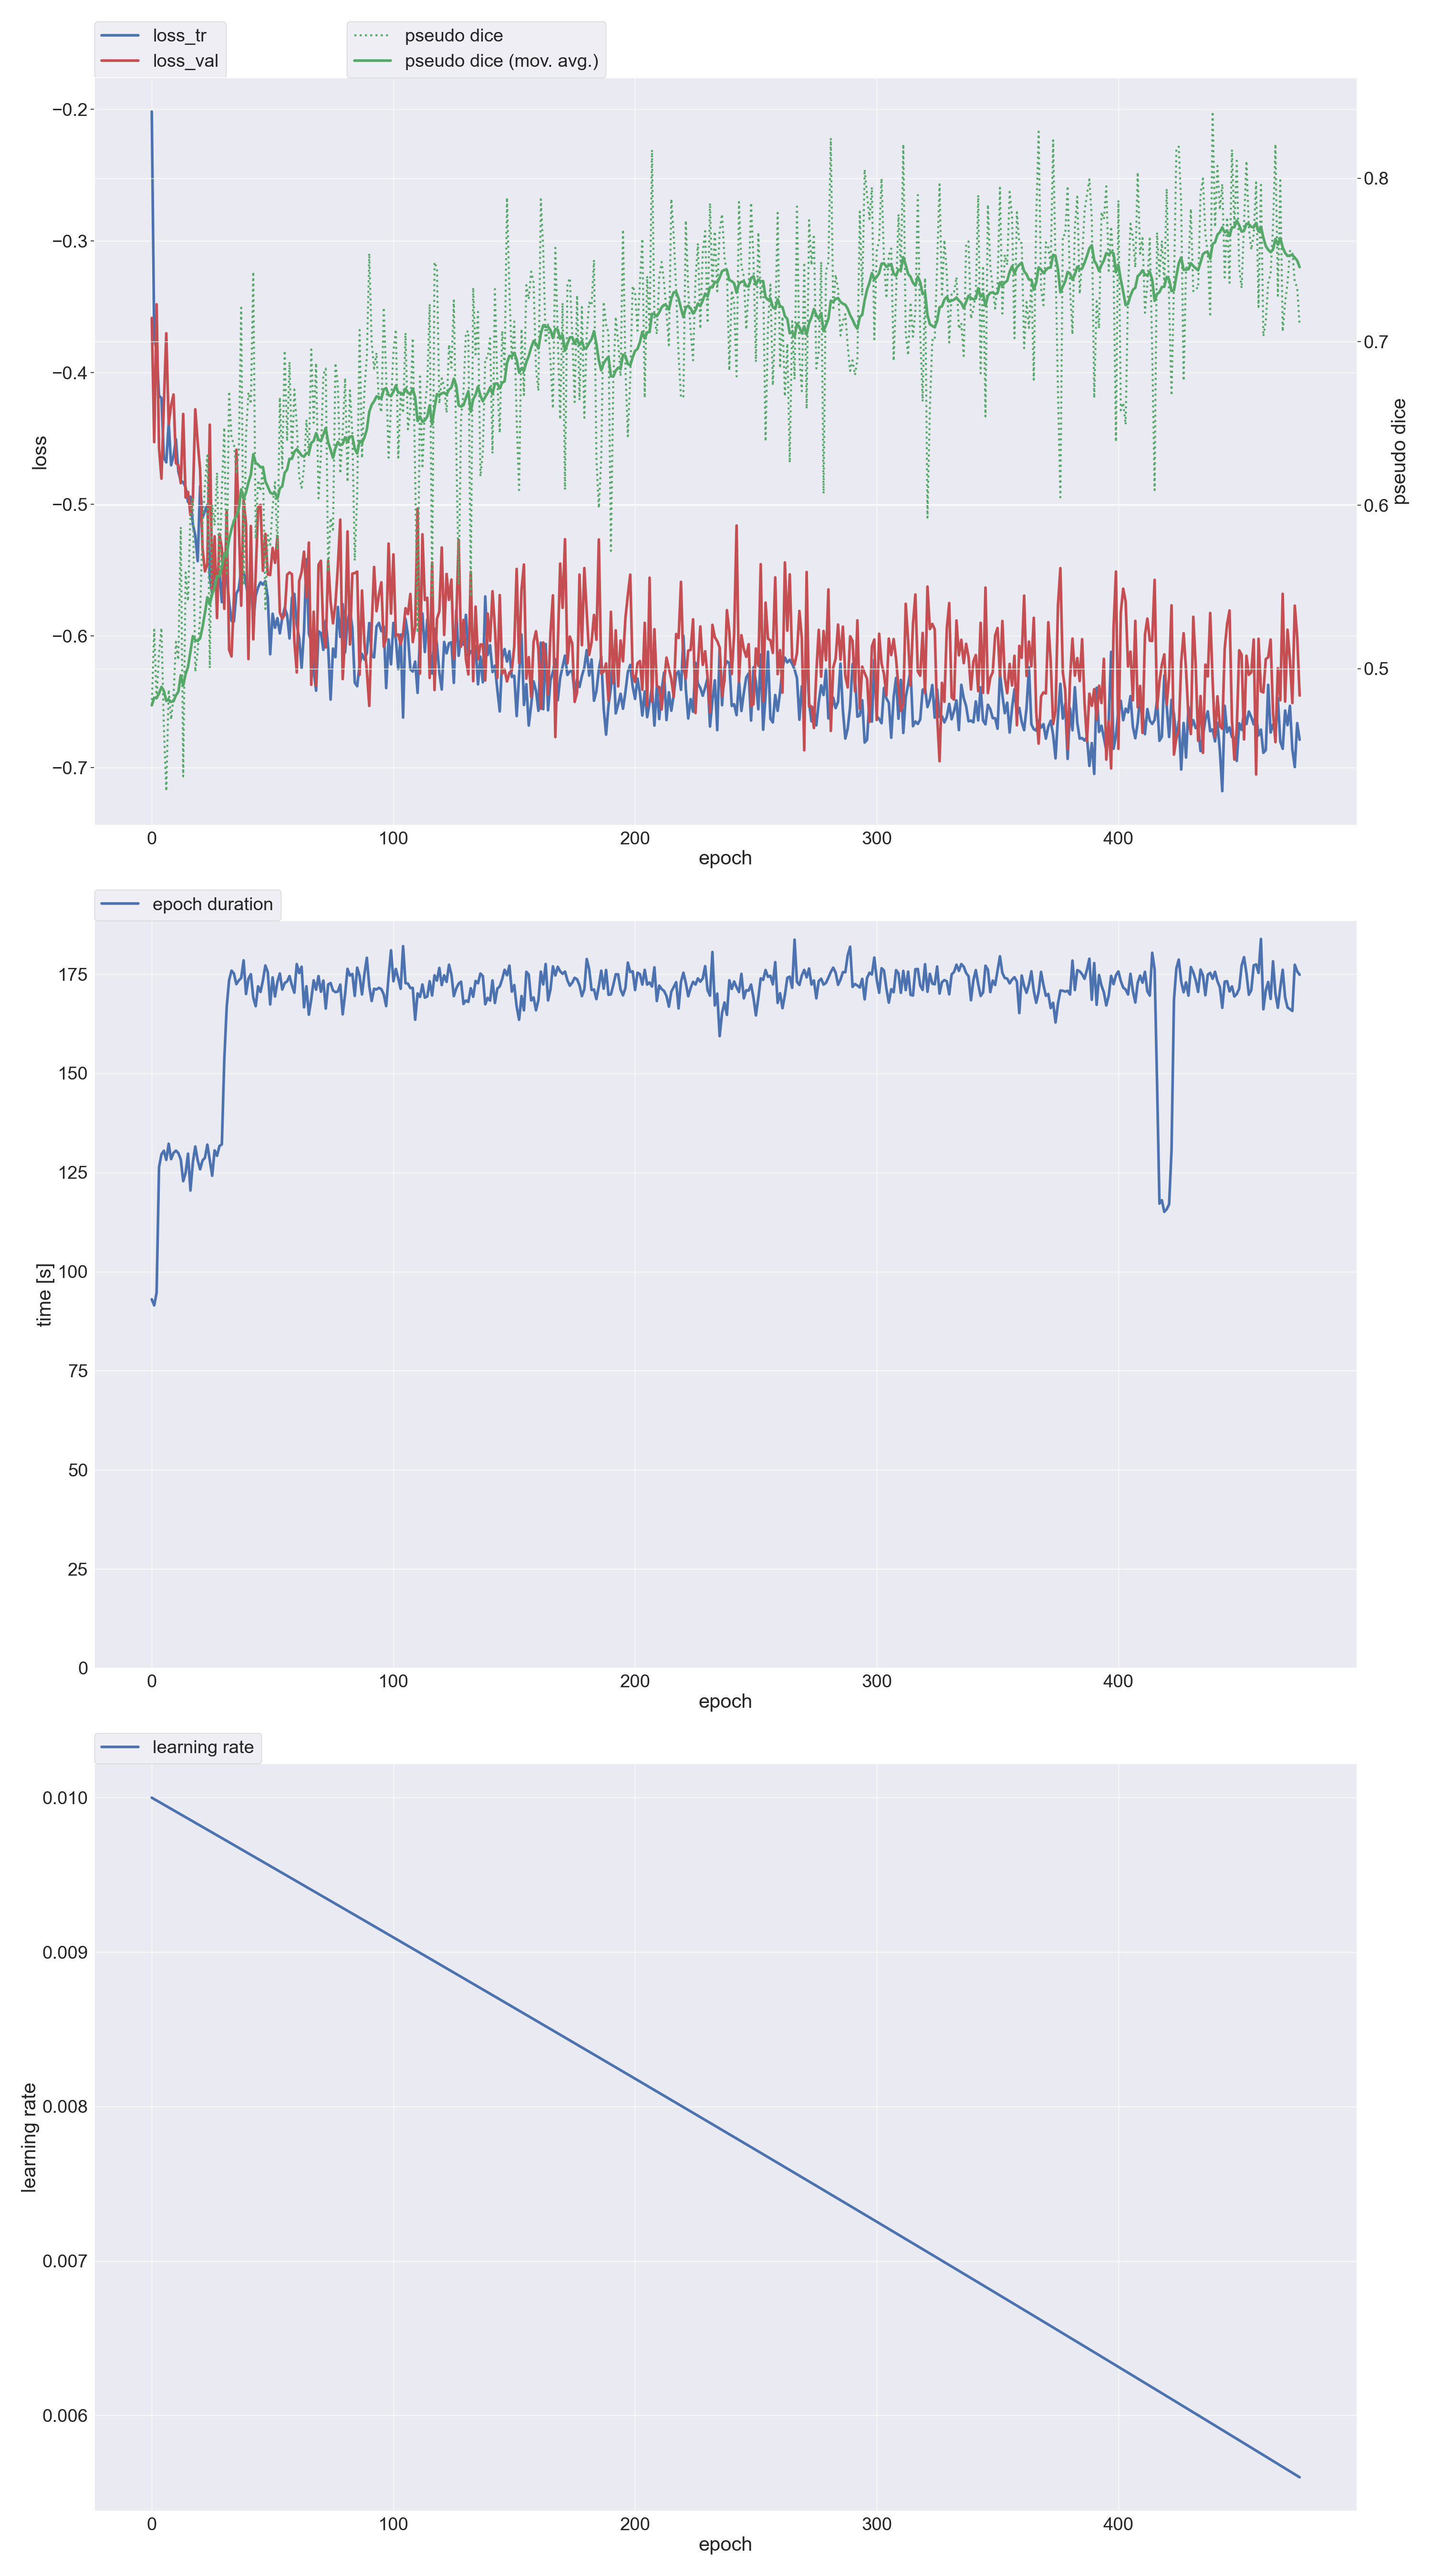 loss_tr
loss_val
pseudo dice
pseudo dice (mov. avg.)
−0.2
−0.3
−0.4
−0.5
−0.6
−0.7
loss
0.8
0.7
0.6
0.5
pseudo dice
0 100 200 300 400
epoch
epoch duration
175
150
125
100
75
50
25
0
time [s]
0 100 200 300 400
epoch
learning rate
0.010
0.009
0.008
0.007
0.006
learning rate
0 100 200 300 400
epoch